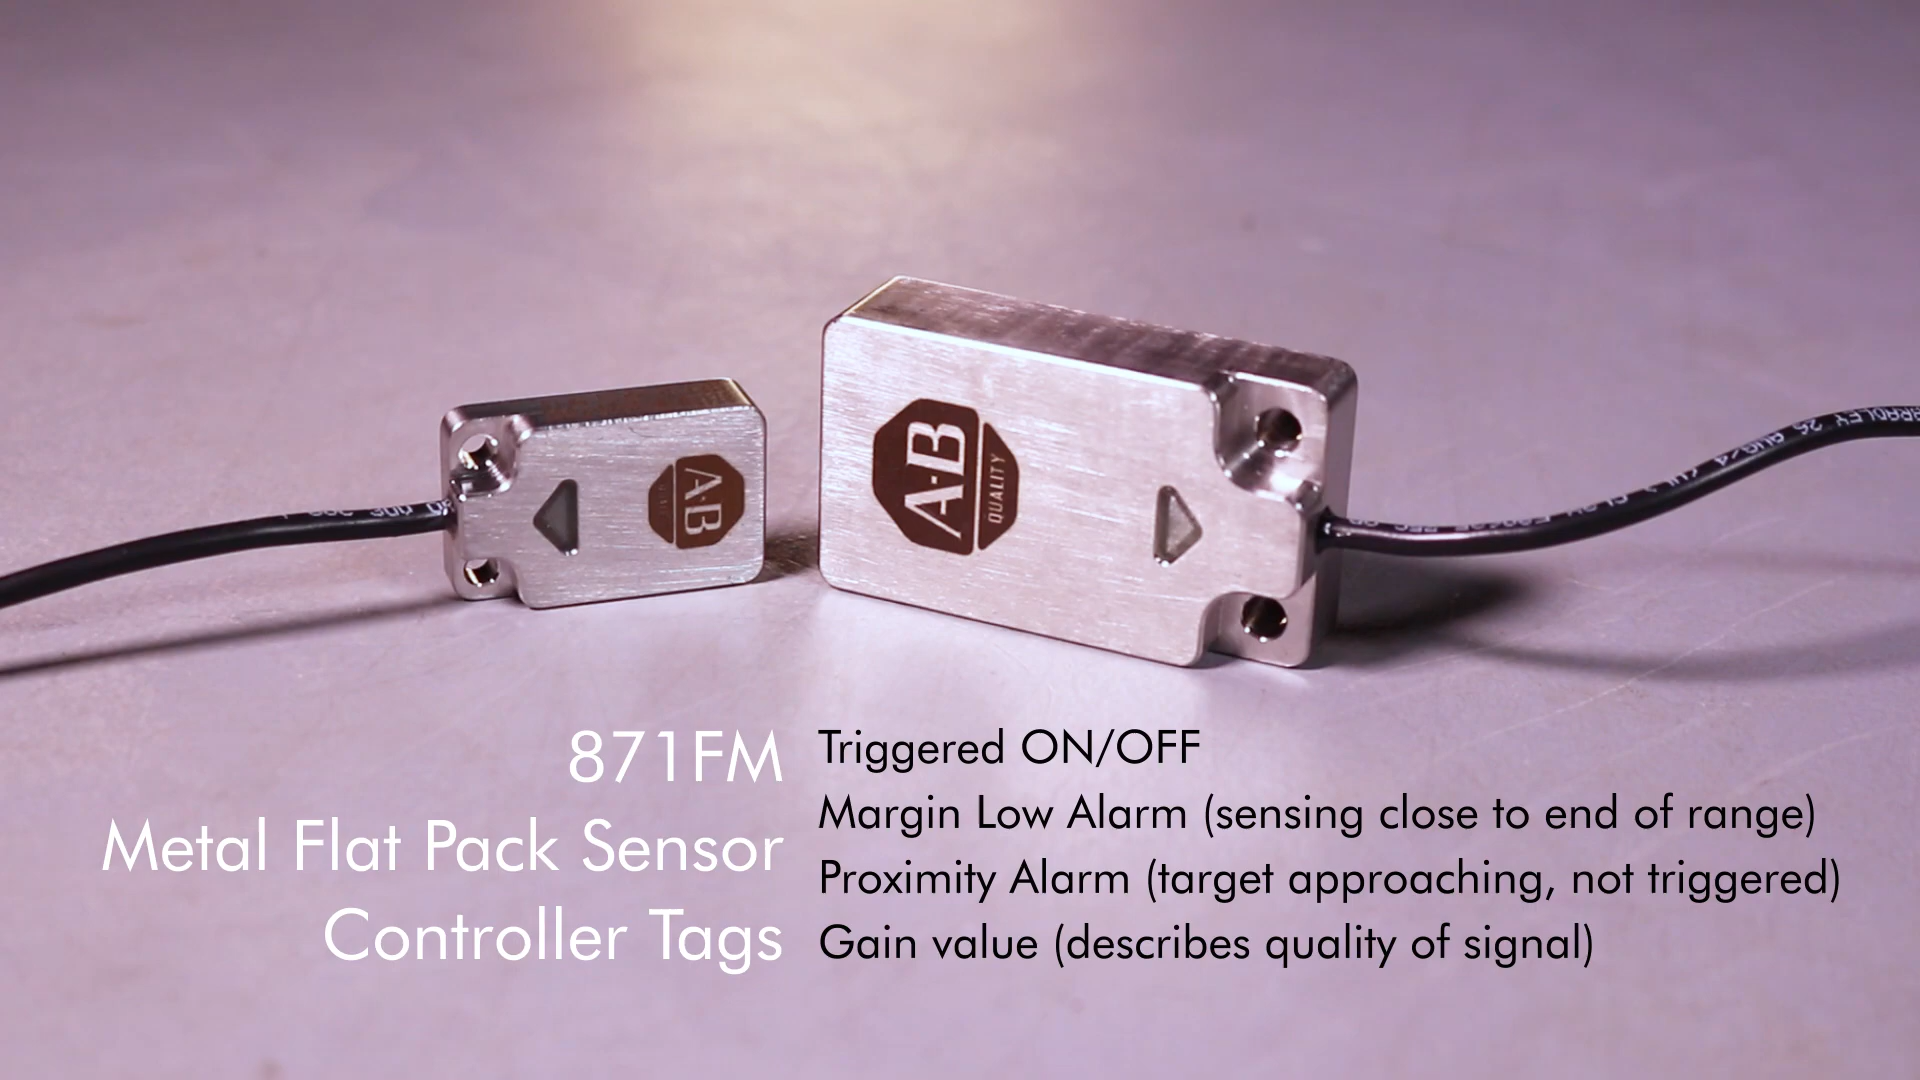 A-B
A-B
QUALITY
871FM
Metal Flat Pack Sensor
Controller Tags
Triggered ON/OFF
Margin Low Alarm (sensing close to end of range)
Proximity Alarm (target approaching, not triggered)
Gain value (describes quality of signal)